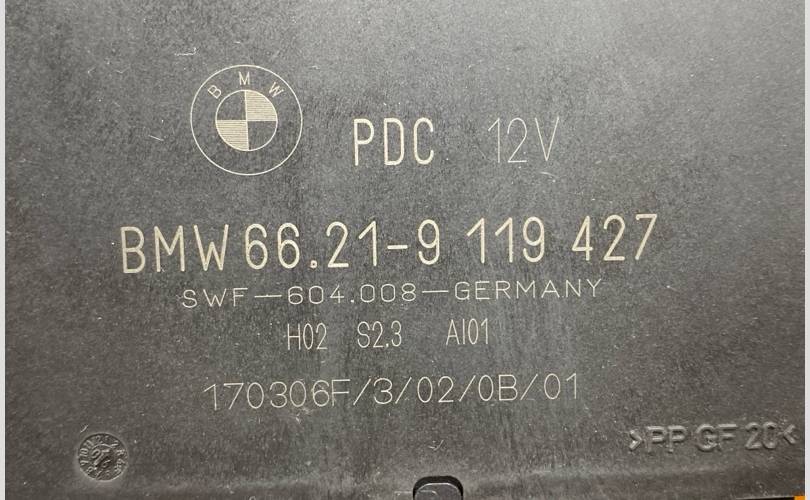 BMW
PDC 12V
BMW 66.21-9 119 427
SWF-604.008-GERMANY
H02 S2.3 AI01
170306F/3/02/0B/01
>PP GF 20<